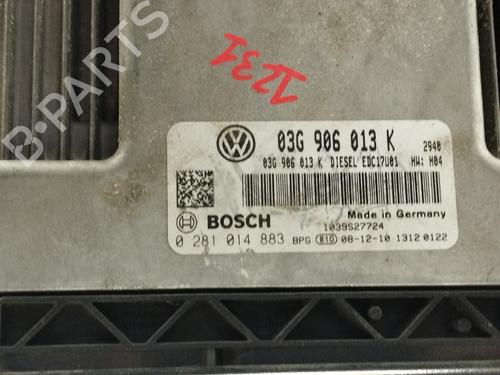 1231
03G 906 013 K 2940
03G 906 013 K DIESEL EDC17U01 HW: H04
BOSCH
Made in Germany
1039S27724
0 281 014 883 BPG 810 08-12-10 1312 0122
B-PARTS